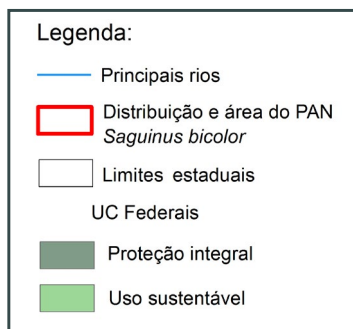 Legenda:
Principais rios
Distribuição e área do PAN
Saguinus bicolor
Limites estaduais
UC Federais
Proteção integral
Uso sustentável